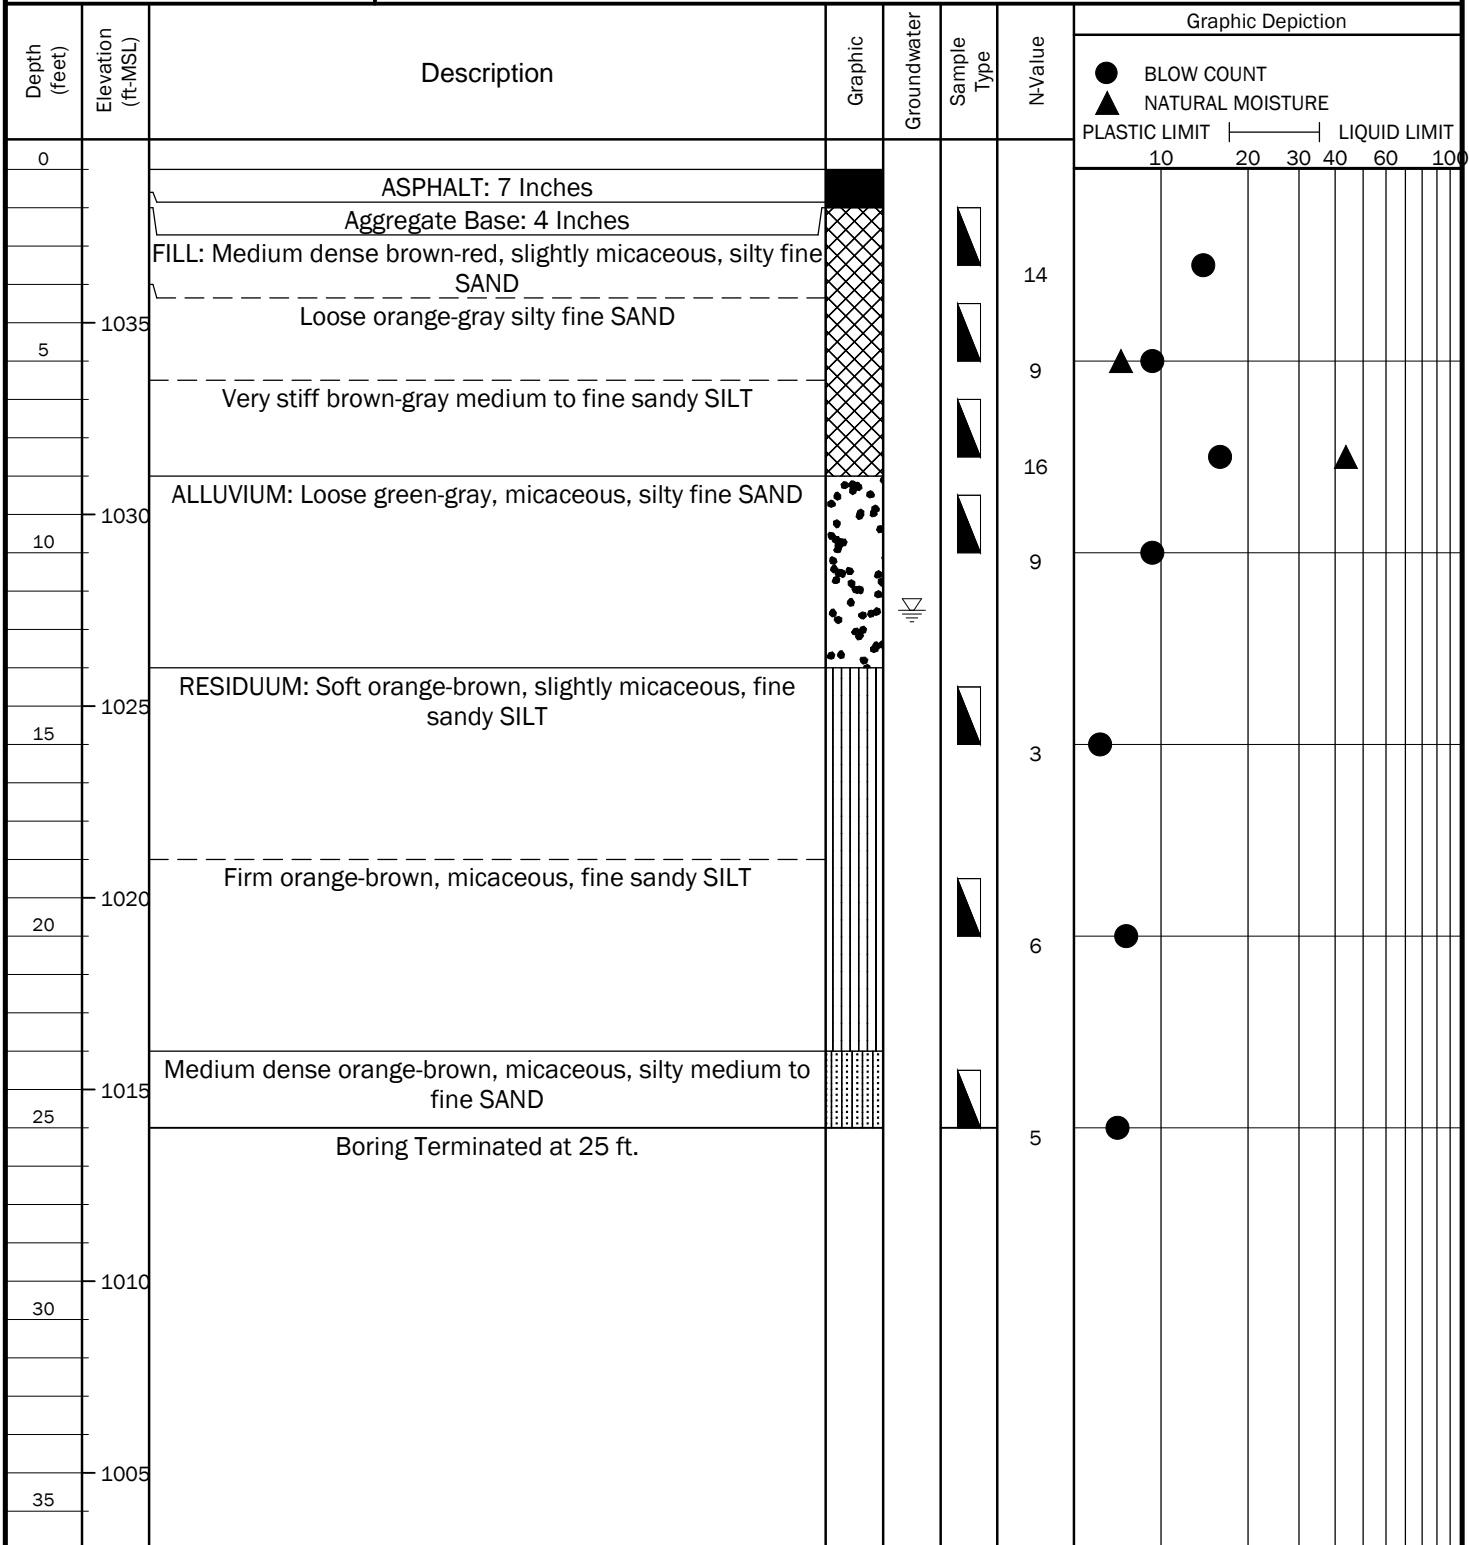 Depth
(feet)
Elevation
(ft-MSL)
Description
Graphic
Groundwater
Sample
Type
N-Value
Graphic Depiction
BLOW COUNT
NATURAL MOISTURE
PLASTIC LIMIT LIQUID LIMIT
10 20 30 40 60 100
0
ASPHALT: 7 Inches
Aggregate Base: 4 Inches
FILL: Medium dense brown-red, slightly micaceous, silty fine
SAND
14
Loose orange-gray silty fine SAND
1035
5
9
Very stiff brown-gray medium to fine sandy SILT
16
ALLUVIUM: Loose green-gray, micaceous, silty fine SAND
1030
10
9
RESIDUUM: Soft orange-brown, slightly micaceous, fine
sandy SILT
1025
15
3
Firm orange-brown, micaceous, fine sandy SILT
1020
20
6
Medium dense orange-brown, micaceous, silty medium to
fine SAND
1015
25
5
Boring Terminated at 25 ft.
1010
30
1005
35